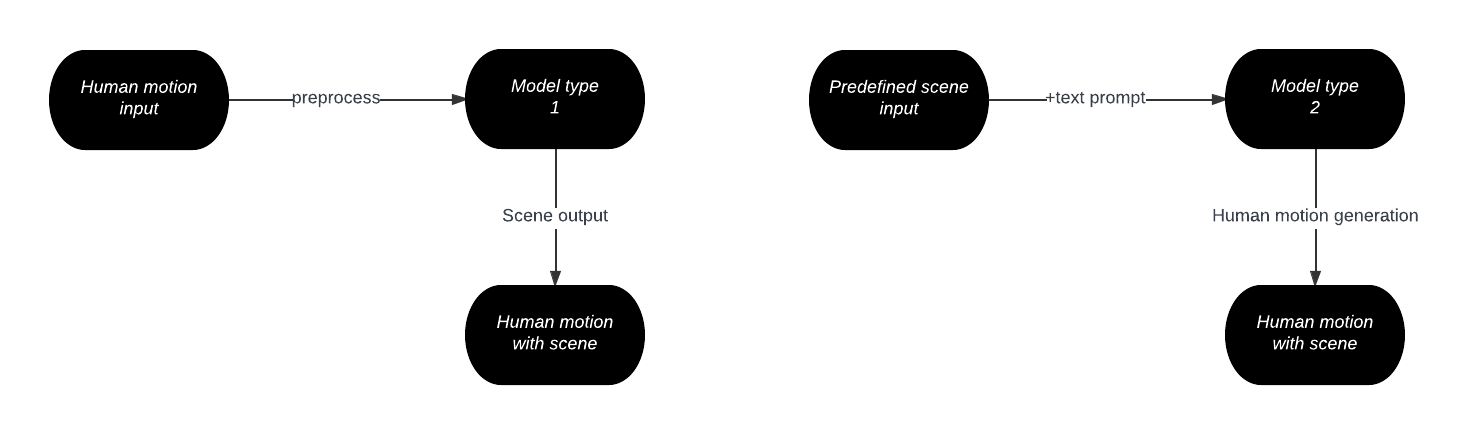 Human motion
input
preprocess
Model type
1
Scene output
Human motion
with scene
Predefined scene
input
+text prompt
Model type
2
Human motion generation
Human motion
with scene